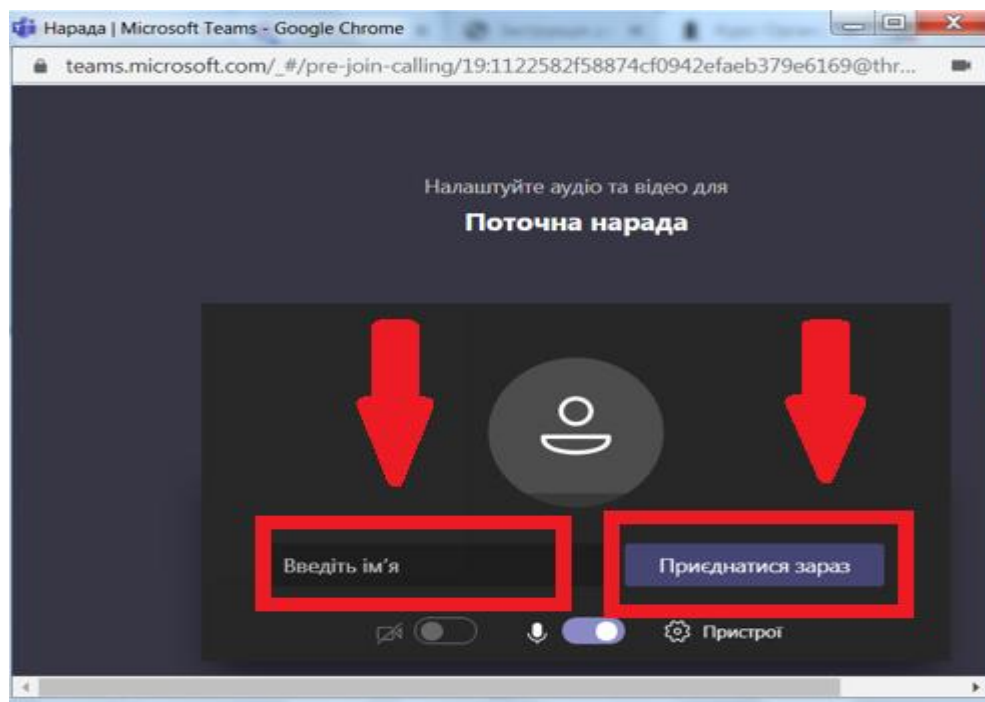 Нарада | Microsoft Teams - Google Chrome
teams.microsoft.com/_#/pre-join-calling/19:1122582f58874cf0942efaeb379e6169@thr...
Налаштуйте аудіо та відео для
Поточна нарада
Введіть ім'я
Приєднатися зараз
Пристрої